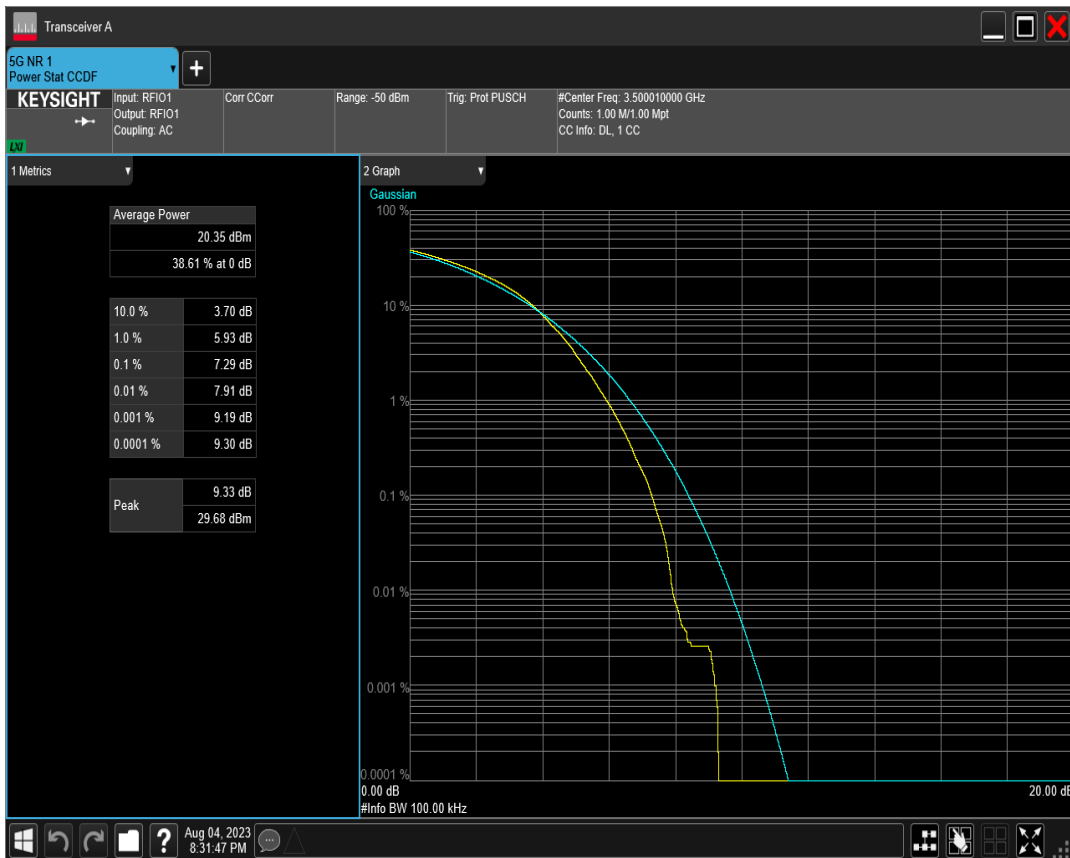 Transceiver A
5G NR 1
Power Stat CCDF
KEYSIGHT
LXI
Input: RFIO1
Output: RFIO1
Coupling: AC
Corr CCorr
Range: -50 dBm
Trig: Prot PUSCH
#Center Freq: 3.500010000 GHz
Counts: 1.00 M/1.00 Mpt
CC Info: DL, 1 CC
1 Metrics
Average Power
20.35 dBm
38.61 % at 0 dB
10.0 % 3.70 dB
1.0 % 5.93 dB
0.1 % 7.29 dB
0.01 % 7.91 dB
0.001 % 9.19 dB
0.0001 % 9.30 dB
Peak
9.33 dB
29.68 dBm
2 Graph
Gaussian
100 %
10 %
1 %
0.1 %
0.01 %
0.001 %
0.0001 %
0.00 dB
20.00 dB
#Info BW 100.00 kHz
?
Aug 04, 2023
8:31:47 PM